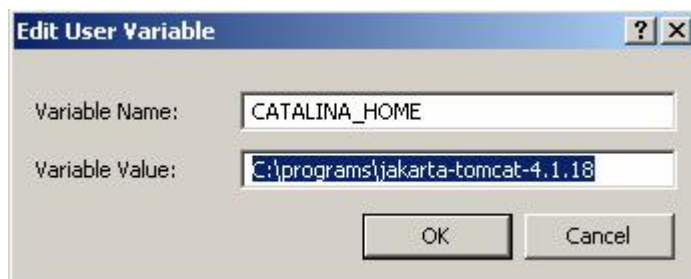 Edit User Variable
Variable Name: CATALINA_HOME
Variable Value: C:\programs\jakarta-tomcat-4.1.18
OK Cancel